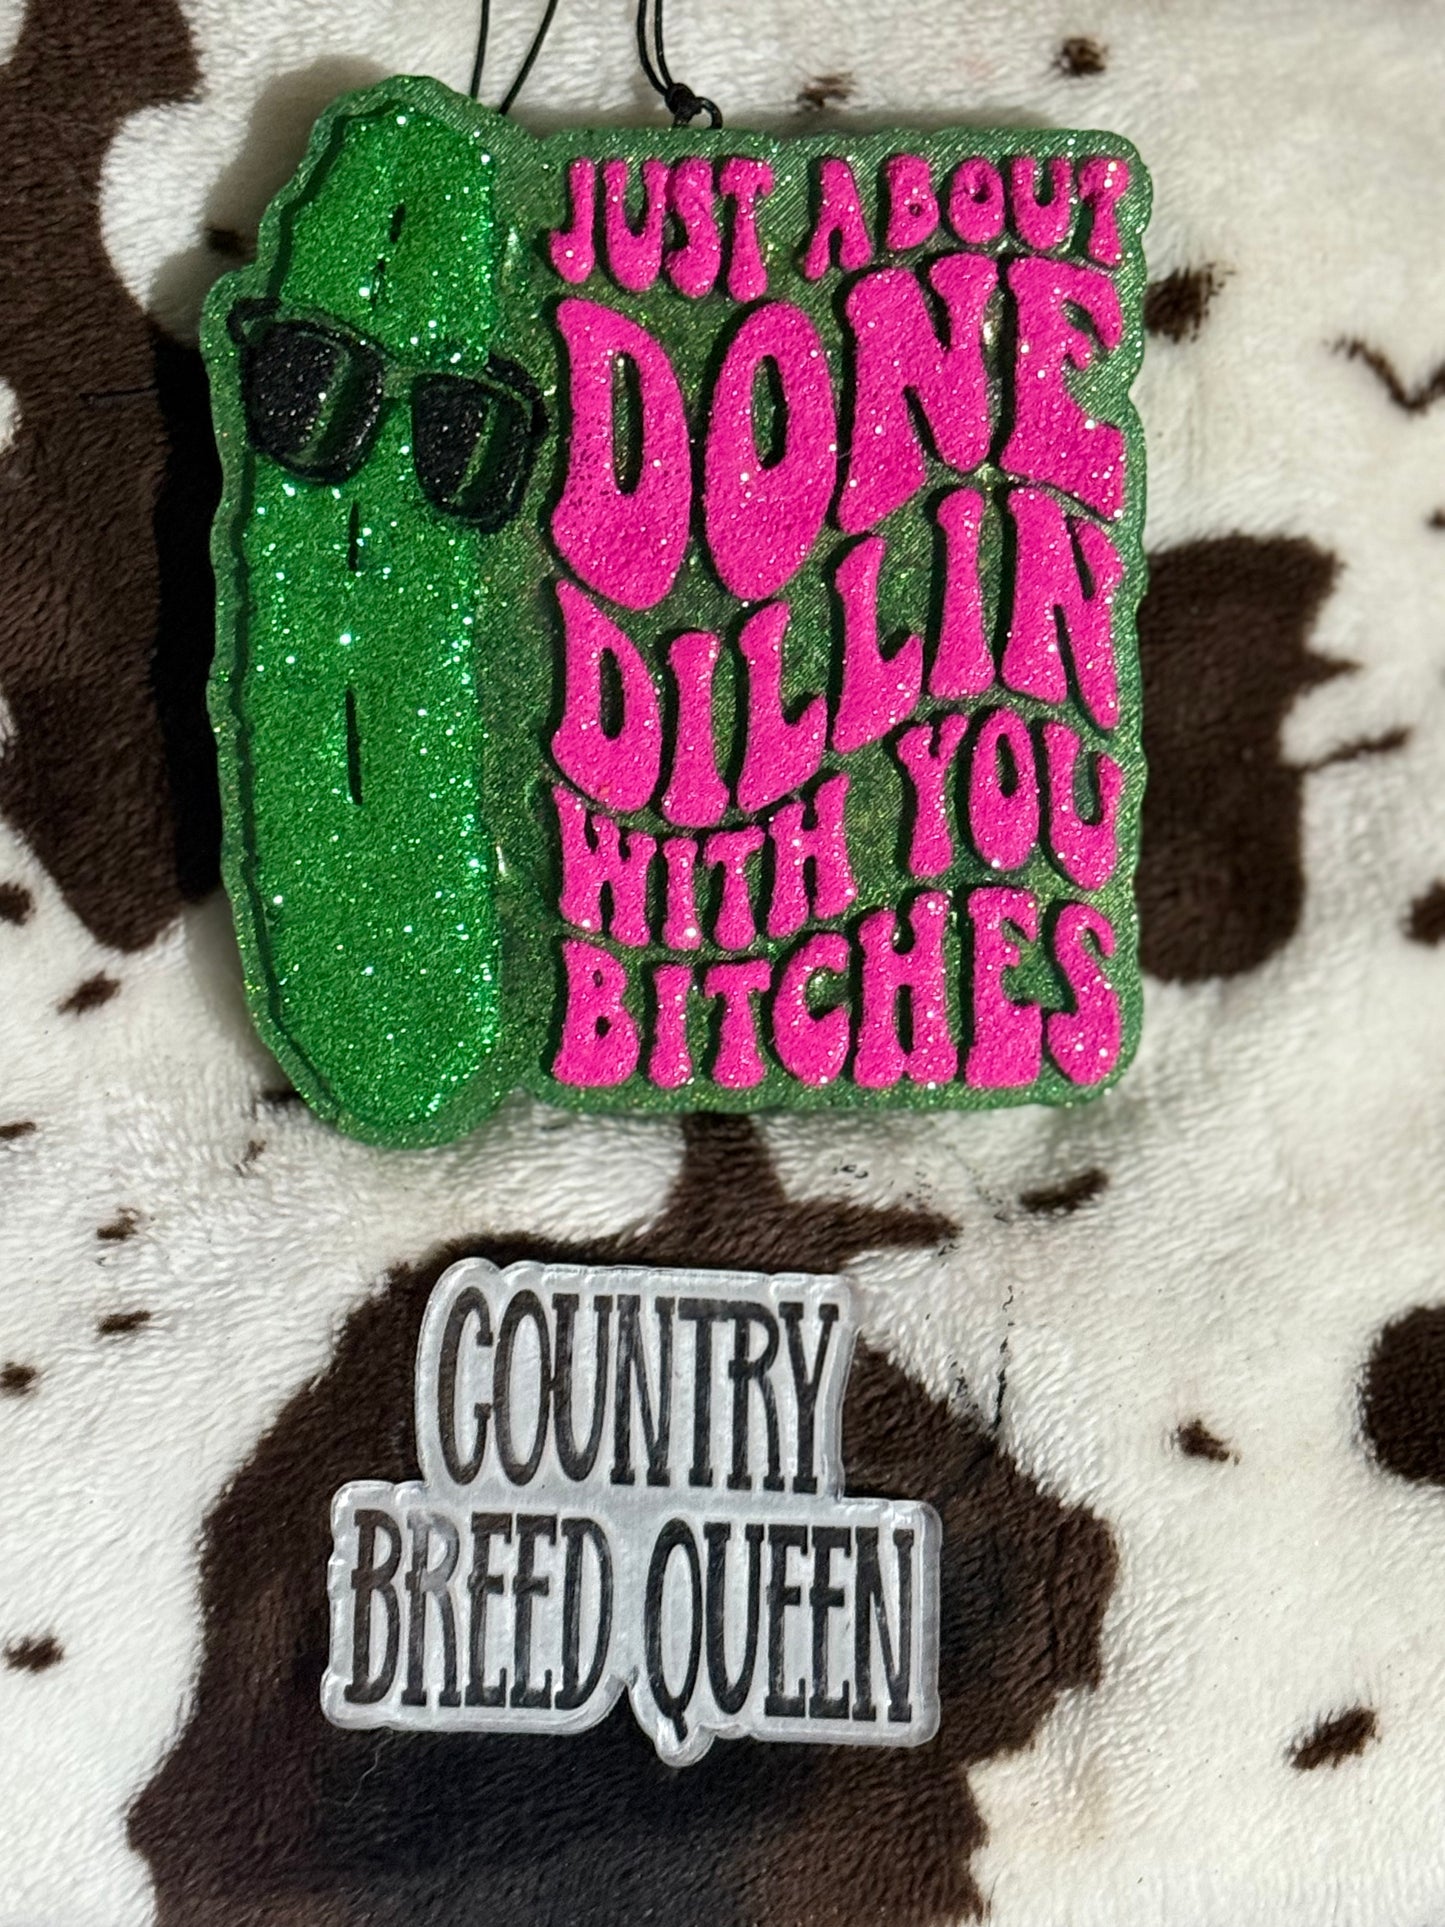 JUST ABOUT
DONE
DILLIN
WITH YOU
BITCHES
COUNTRY
BREED QUEEN